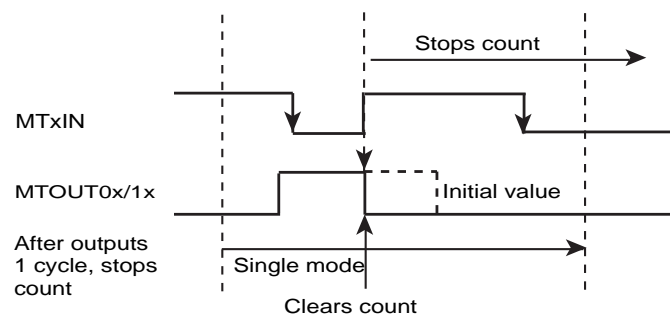 Stops count
MTxIN
MTOUT0x/1x
Initial value
After outputs
1 cycle, stops
count
Single mode
Clears count